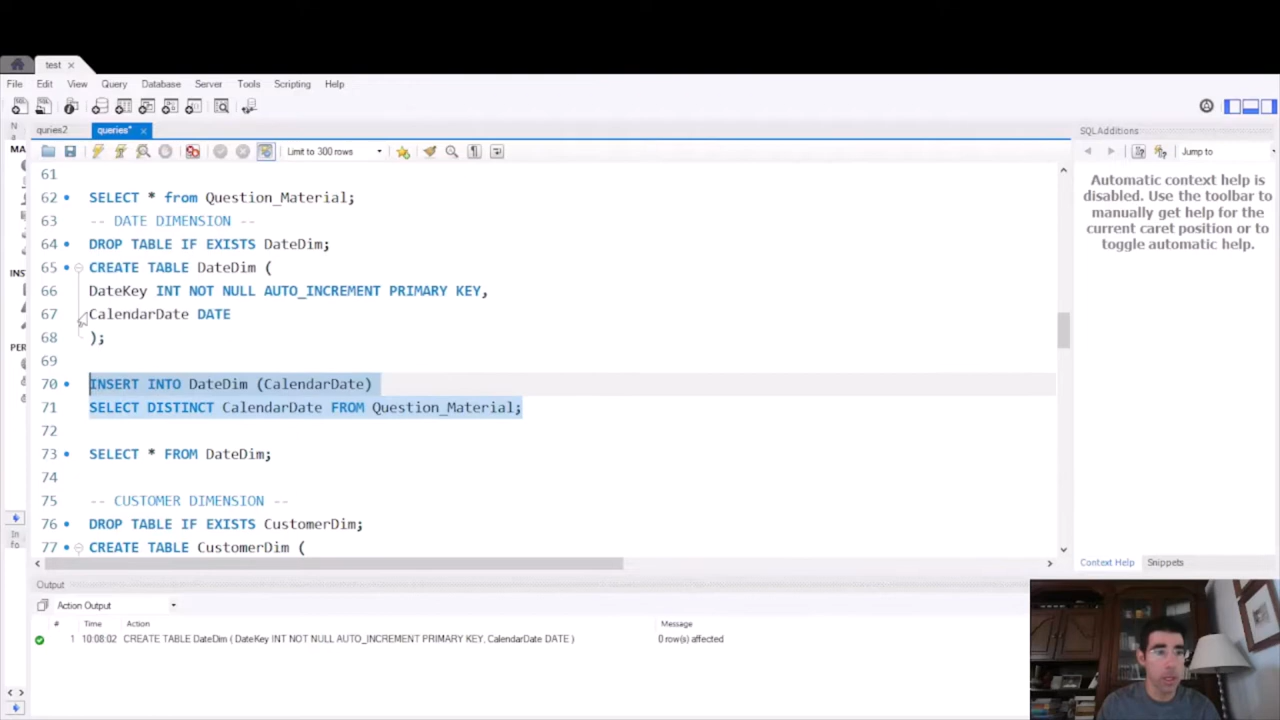 test
File Edit View Query Database Server Tools Scripting Help
quries2 queries*
SQLAdditions
Limit to 300 rows
Jump to
61
62 SELECT * from Question_Material;
63 -- DATE DIMENSION --
64 DROP TABLE IF EXISTS DateDim;
65 CREATE TABLE DateDim (
66 DateKey INT NOT NULL AUTO_INCREMENT PRIMARY KEY,
67 CalendarDate DATE
68 );
69
70 INSERT INTO DateDim (CalendarDate)
71 SELECT DISTINCT CalendarDate FROM Question_Material;
72
73 SELECT * FROM DateDim;
74
75 -- CUSTOMER DIMENSION --
76 DROP TABLE IF EXISTS CustomerDim;
77 CREATE TABLE CustomerDim (
Automatic context help is
disabled. Use the toolbar to
manually get help for the
current caret position or to
toggle automatic help.
N
a
MA
INS
PER
In
fo
Context Help Snippets
Output
Action Output
# Time Action Message
1 10:08:02 CREATE TABLE DateDim ( DateKey INT NOT NULL AUTO_INCREMENT PRIMARY KEY, CalendarDate DATE ) 0 row(s) affected